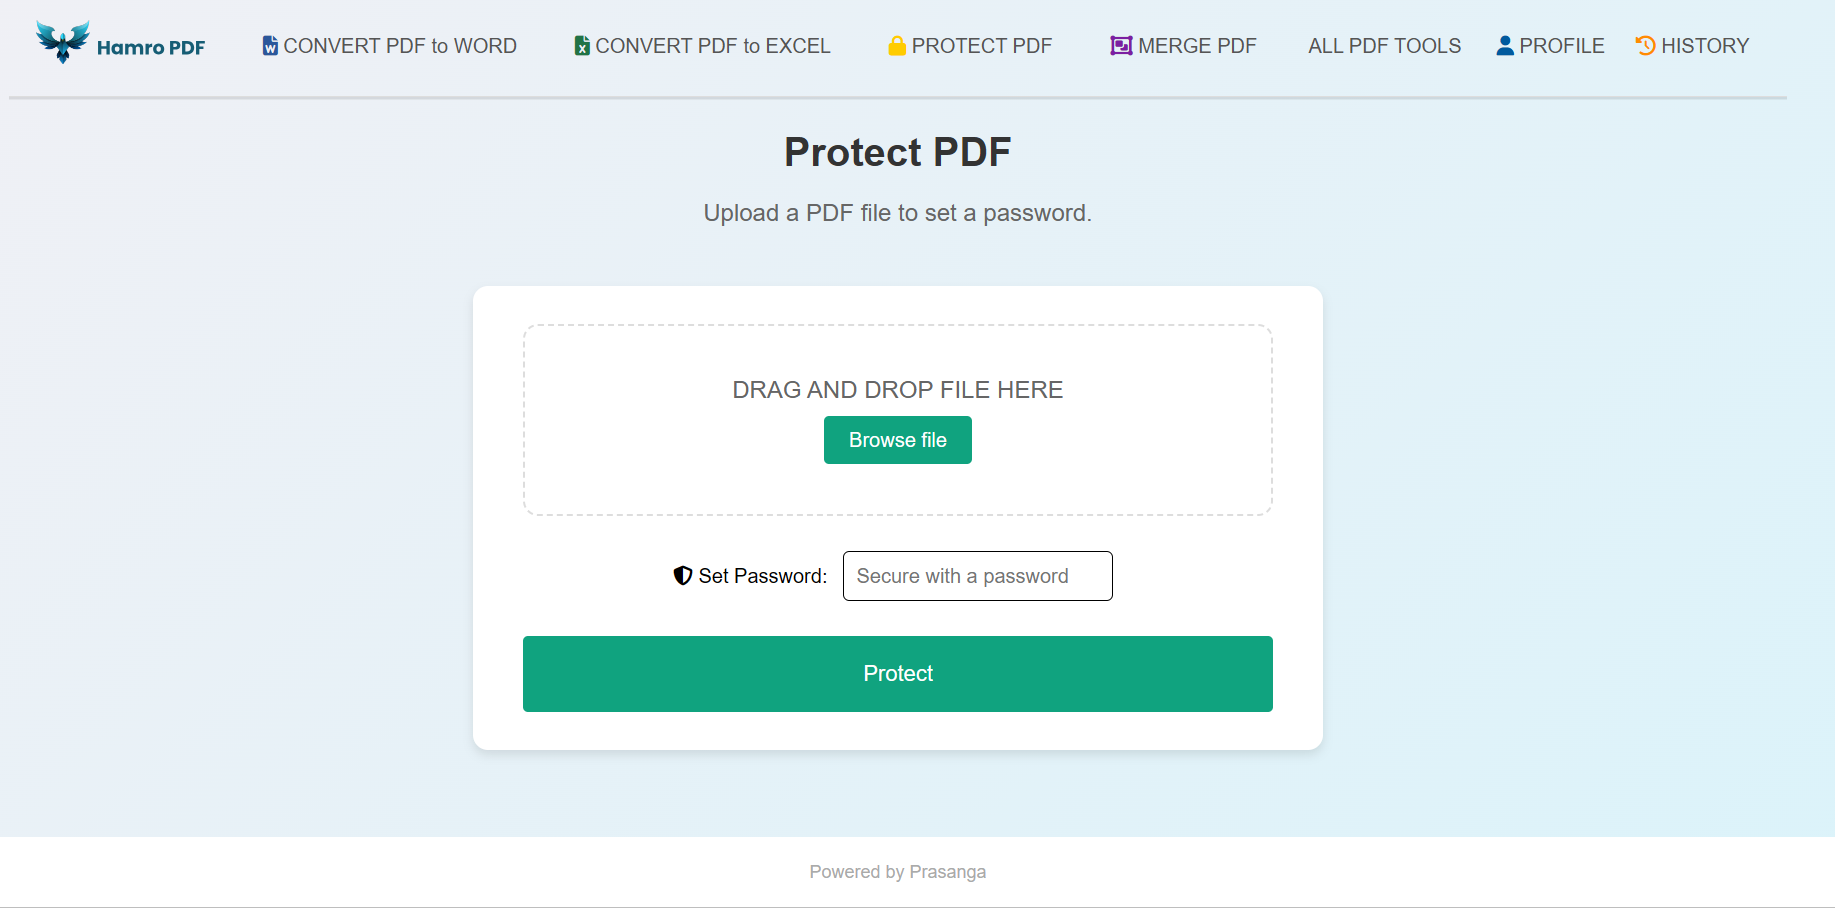 Hamro PDF
CONVERT PDF to WORD
CONVERT PDF to EXCEL
PROTECT PDF
MERGE PDF
ALL PDF TOOLS
PROFILE
HISTORY
Protect PDF
Upload a PDF file to set a password.
DRAG AND DROP FILE HERE
Browse file
Set Password: Secure with a password
Protect
Powered by Prasanga